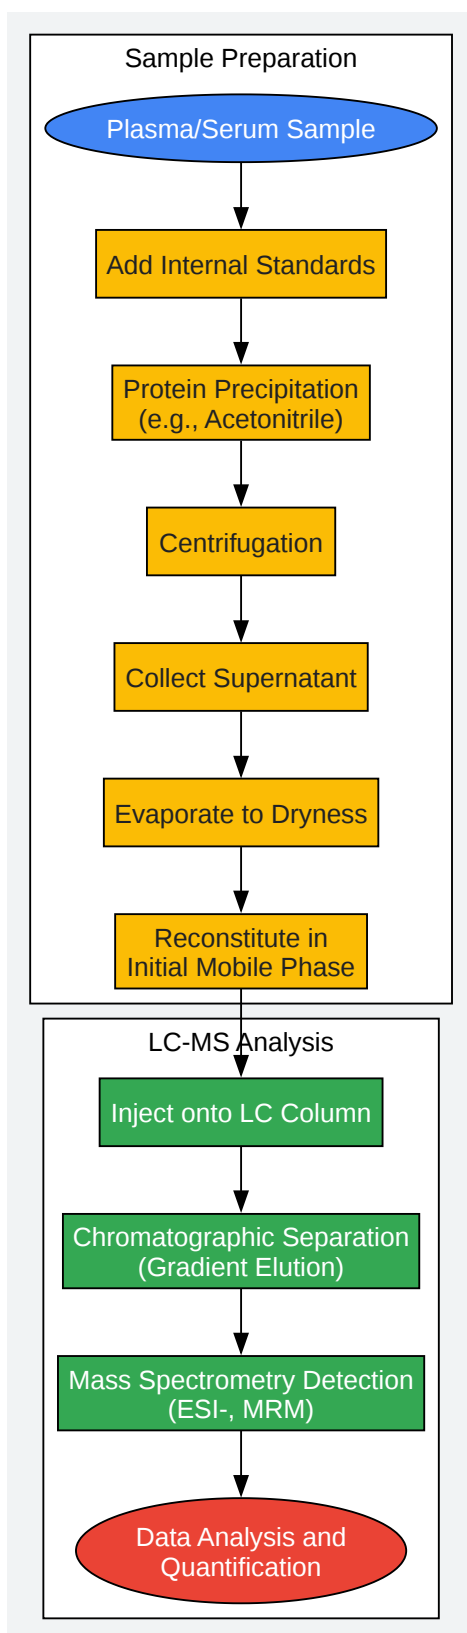 Sample Preparation
Plasma/Serum Sample
Add Internal Standards
Protein Precipitation
(e.g., Acetonitrile)
Centrifugation
Collect Supernatant
Evaporate to Dryness
Reconstitute in
Initial Mobile Phase
LC-MS Analysis
Inject onto LC Column
Chromatographic Separation
(Gradient Elution)
Mass Spectrometry Detection
(ESI-, MRM)
Data Analysis and
Quantification